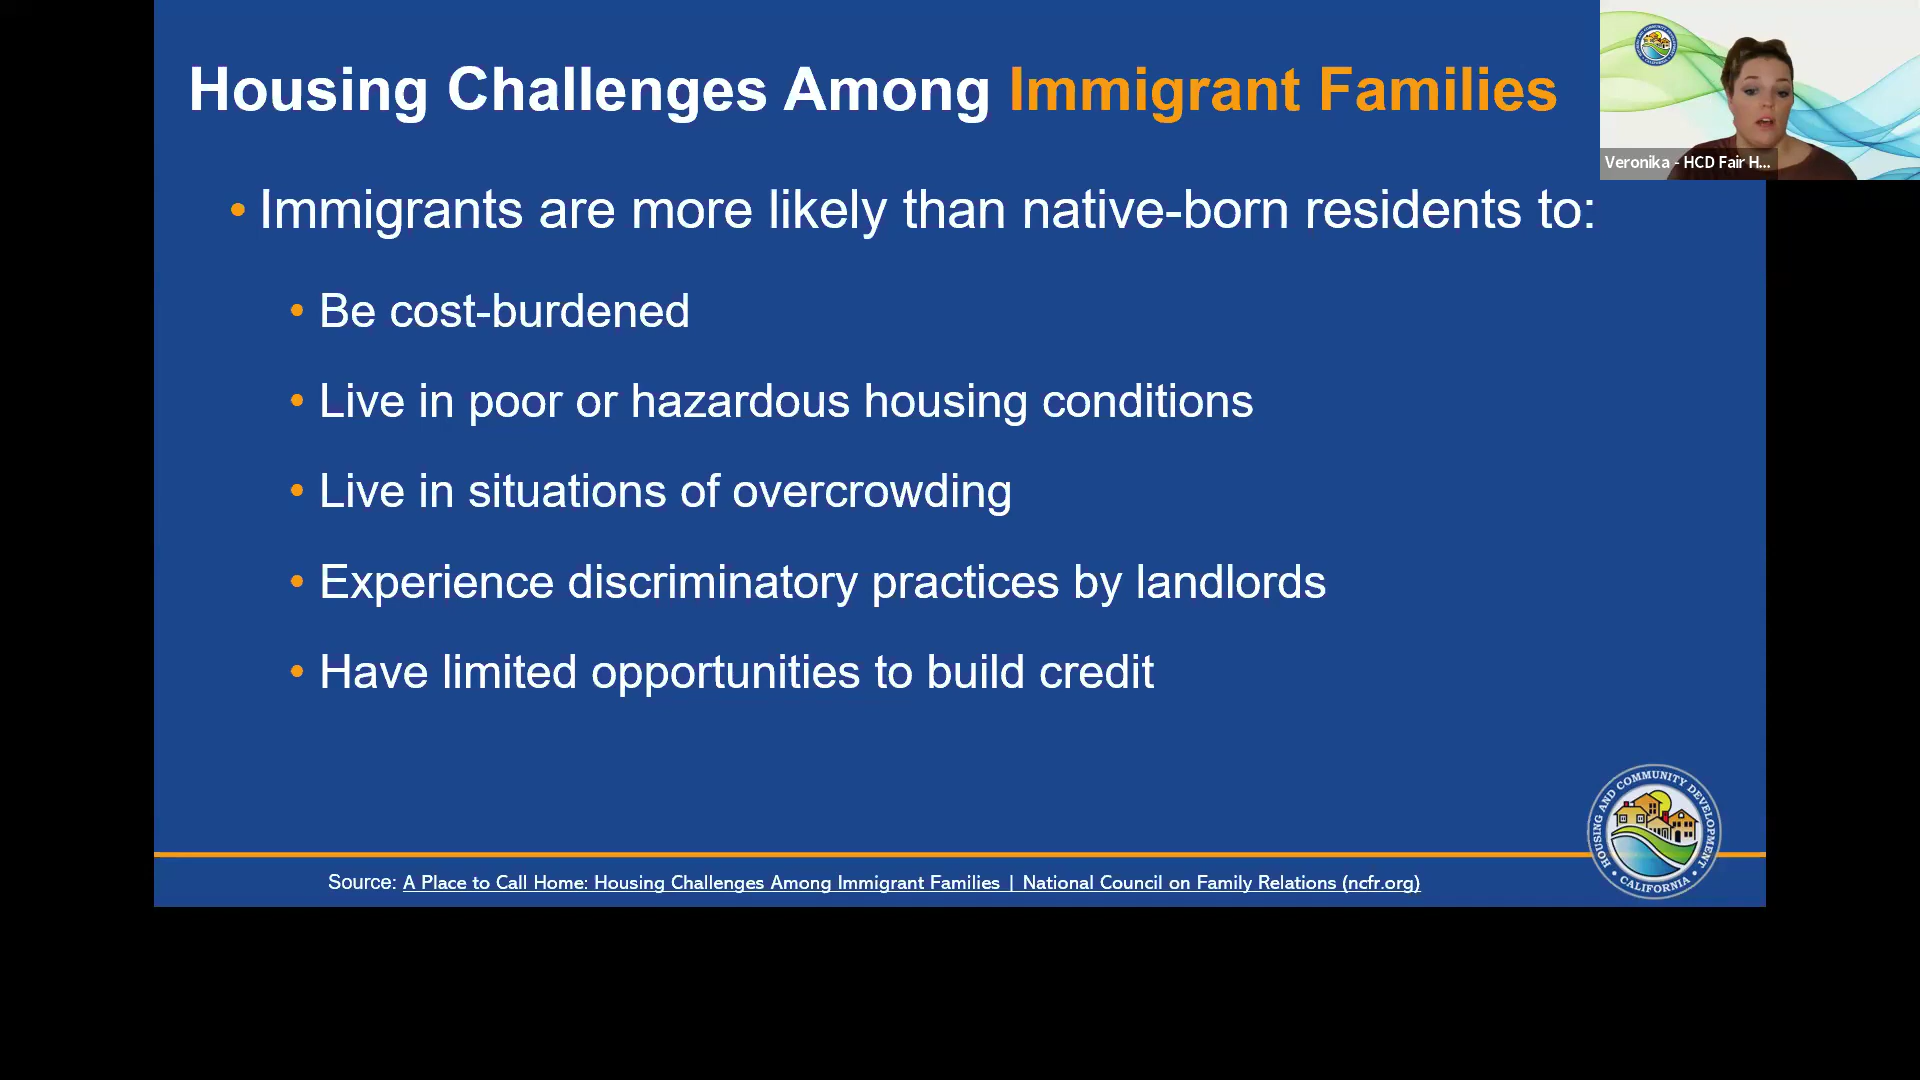 Housing Challenges Among Immigrant Families
Veronika - HCD Fair H...
• Immigrants are more likely than native-born residents to:
• Be cost-burdened
• Live in poor or hazardous housing conditions
• Live in situations of overcrowding
• Experience discriminatory practices by landlords
• Have limited opportunities to build credit
HOUSING AND COMMUNITY DEVELOPMENT
• CALIFORNIA •
Source: A Place to Call Home: Housing Challenges Among Immigrant Families | National Council on Family Relations (ncfr.org)